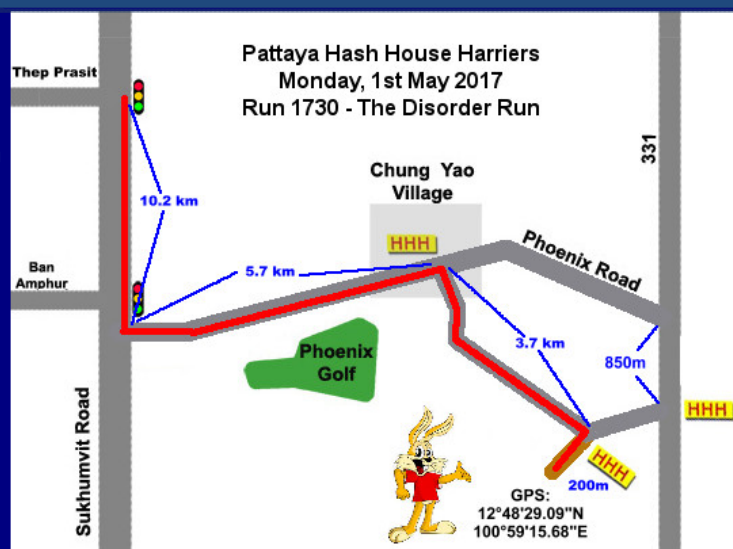 Pattaya Hash House Harriers
Monday, 1st May 2017
Run 1730 - The Disorder Run
Thep Prasit
331
Chung Yao
Village
10.2 km
HHH
Phoenix Road
Ban
Amphur
5.7 km
3.7 km
Phoenix
Golf
850m
HHH
Sukhumvit Road
HHH
200m
GPS:
12°48'29.09"N
100°59'15.68"E